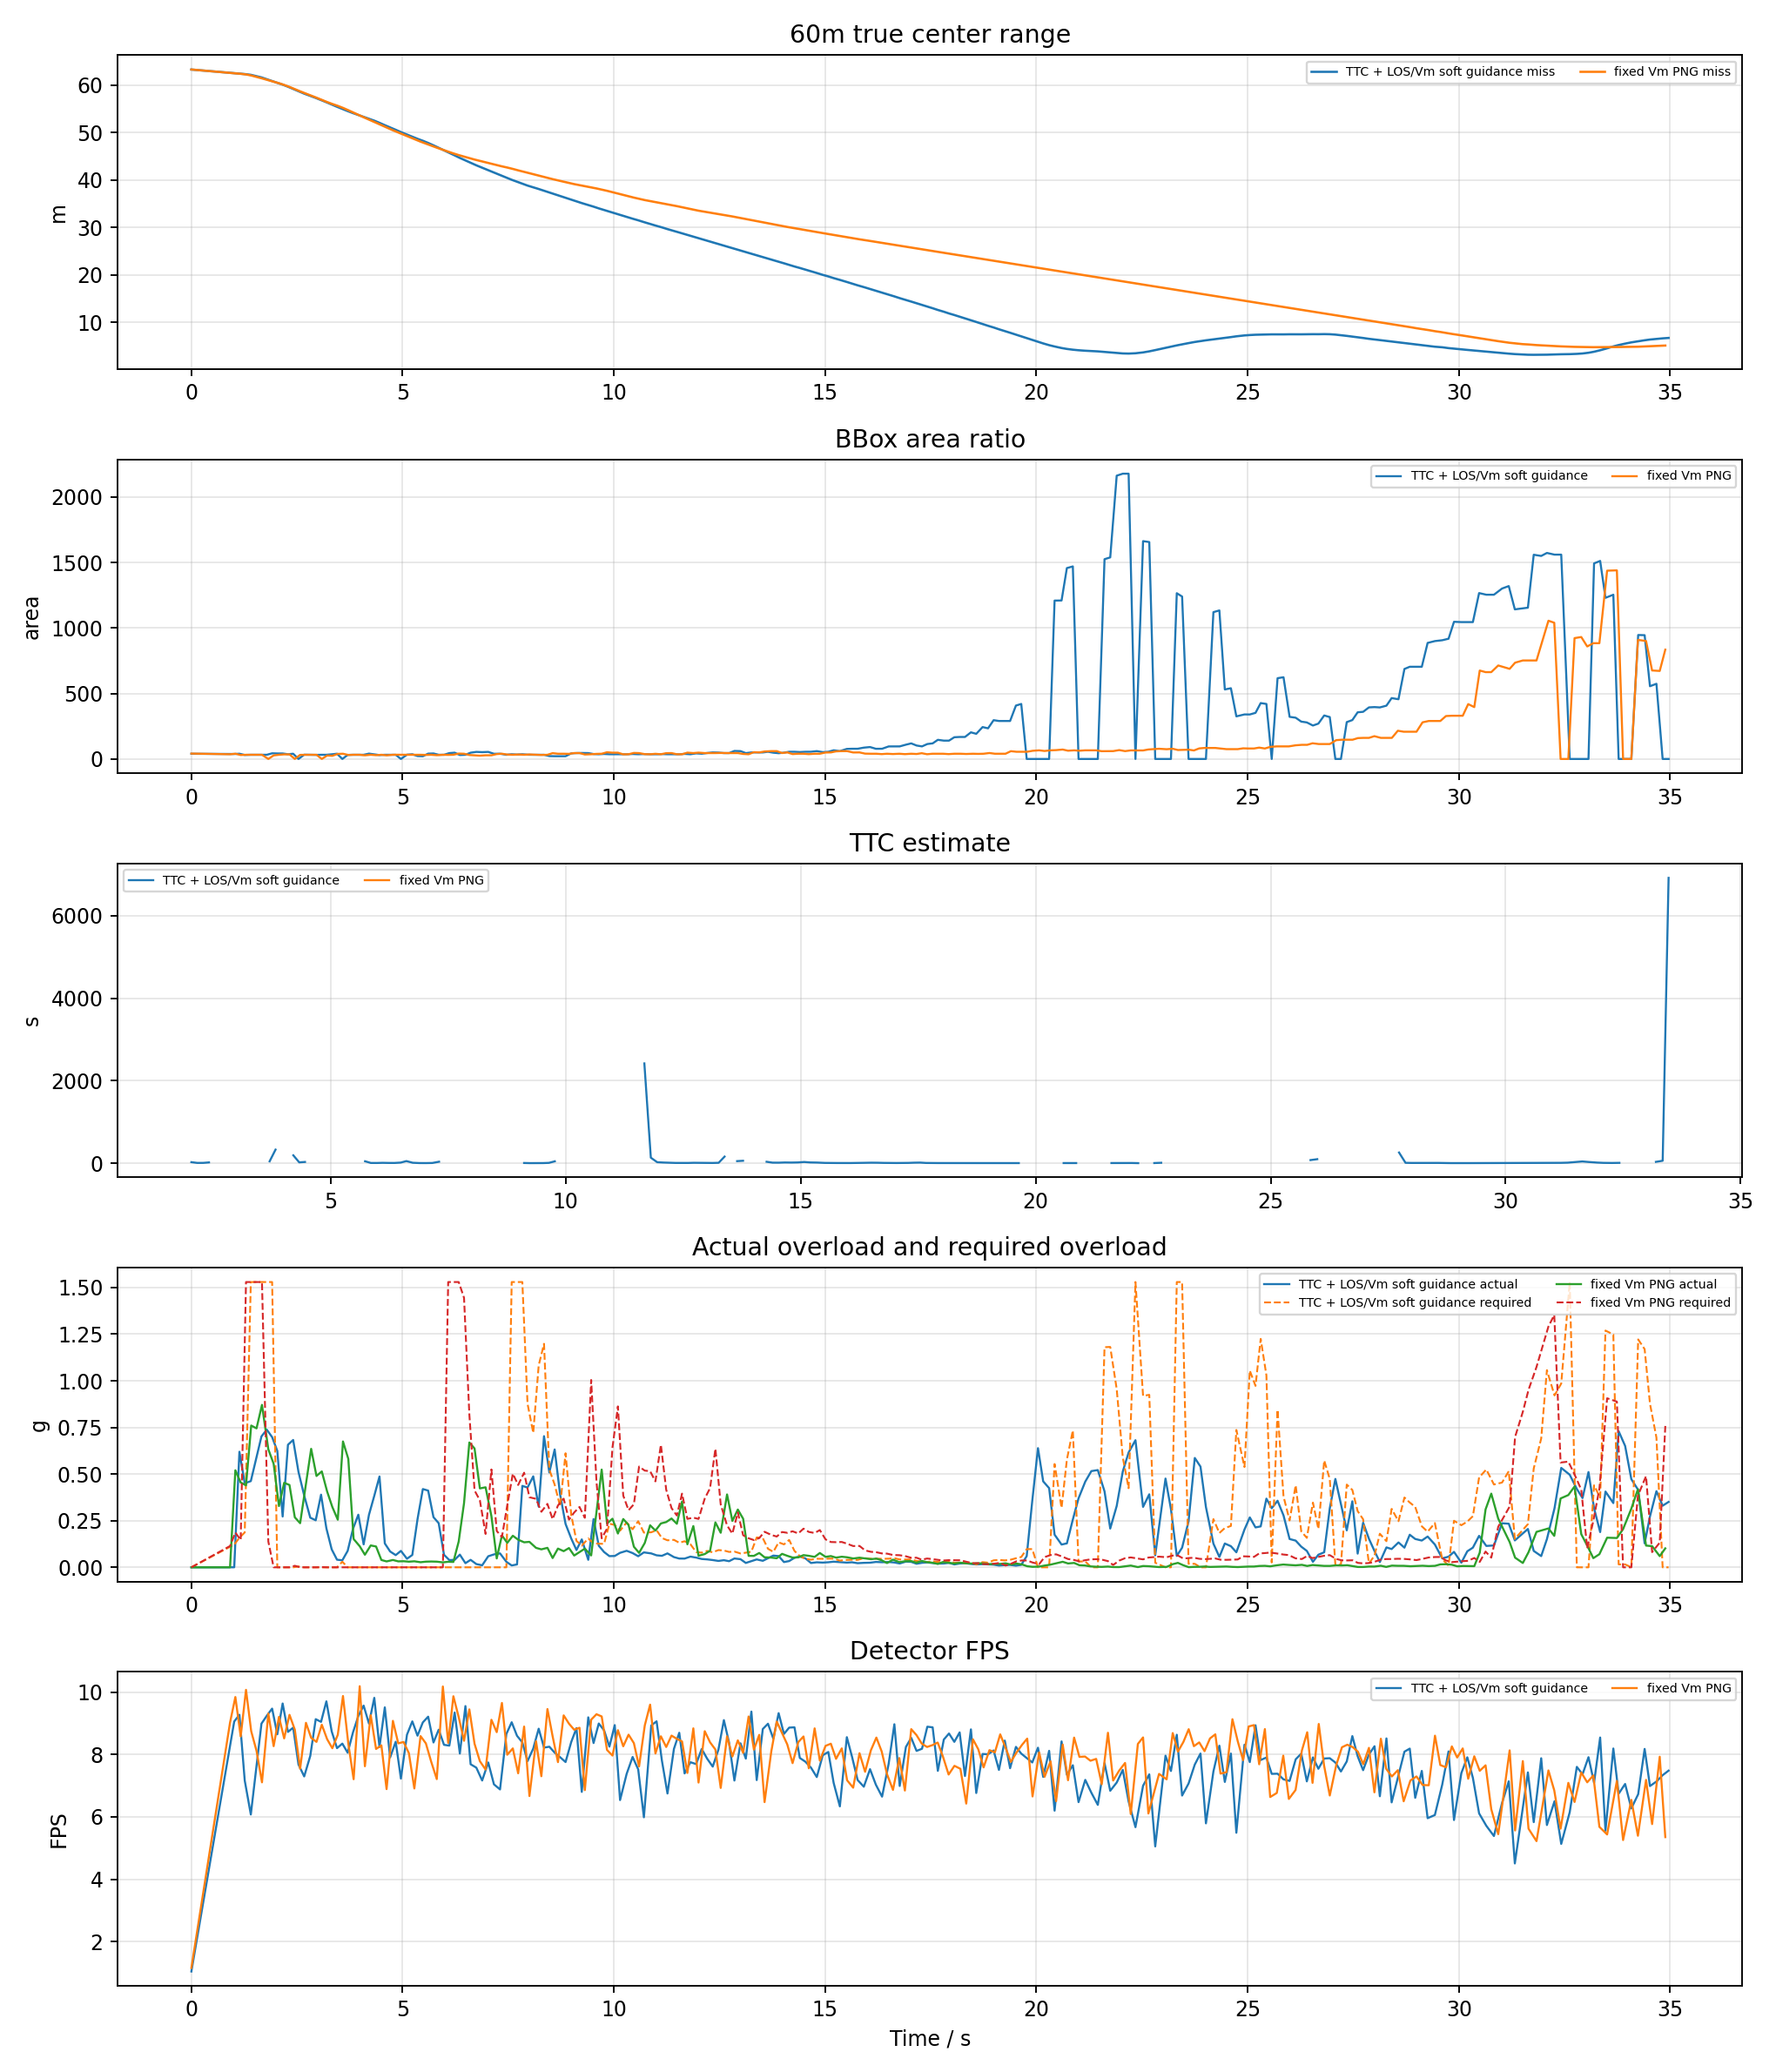 60m true center range
TTC + LOS/Vm soft guidance miss fixed Vm PNG miss
60
50
40
30
20
10
m
0 5 10 15 20 25 30 35
BBox area ratio
TTC + LOS/Vm soft guidance fixed Vm PNG
2000
1500
1000
500
0
area
0 5 10 15 20 25 30 35
TTC estimate
TTC + LOS/Vm soft guidance fixed Vm PNG
6000
4000
2000
0
s
5 10 15 20 25 30 35
Actual overload and required overload
TTC + LOS/Vm soft guidance actual fixed Vm PNG actual
TTC + LOS/Vm soft guidance required fixed Vm PNG required
1.50
1.25
1.00
0.75
0.50
0.25
0.00
g
0 5 10 15 20 25 30 35
Detector FPS
TTC + LOS/Vm soft guidance fixed Vm PNG
10
8
6
4
2
FPS
0 5 10 15 20 25 30 35
Time / s